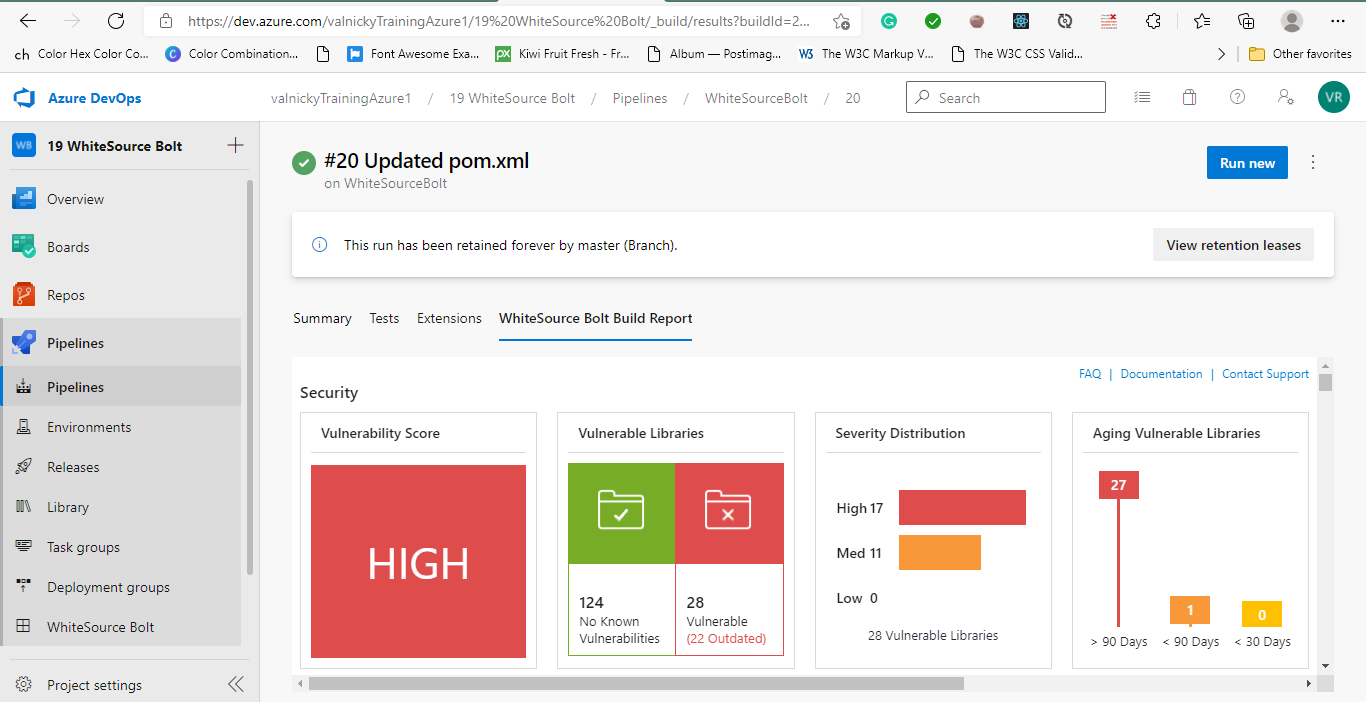 https://dev.azure.com/valnickyTrainingAzure1/19%20WhiteSource%20Bolt/_build/results?buildId=2...
ch Color Hex Color Co... C Color Combination... Font Awesome Exa... px Kiwi Fruit Fresh - Fr... Album — Postimag... W3 The W3C Markup V... The W3C CSS Valid... Other favorites
Azure DevOps
valnickyTrainingAzure1 / 19 WhiteSource Bolt / Pipelines / WhiteSourceBolt / 20
Search
VR
WB 19 WhiteSource Bolt
Overview
Boards
Repos
Pipelines
Pipelines
Environments
Releases
Library
Task groups
Deployment groups
WhiteSource Bolt
Project settings
#20 Updated pom.xml
on WhiteSourceBolt
Run new
This run has been retained forever by master (Branch).
View retention leases
Summary Tests Extensions WhiteSource Bolt Build Report
FAQ | Documentation | Contact Support
Security
Vulnerability Score
HIGH
Vulnerable Libraries
124
No Known
Vulnerabilities
28
Vulnerable
(22 Outdated)
Severity Distribution
High 17
Med 11
Low 0
28 Vulnerable Libraries
Aging Vulnerable Libraries
27
1
0
> 90 Days < 90 Days < 30 Days